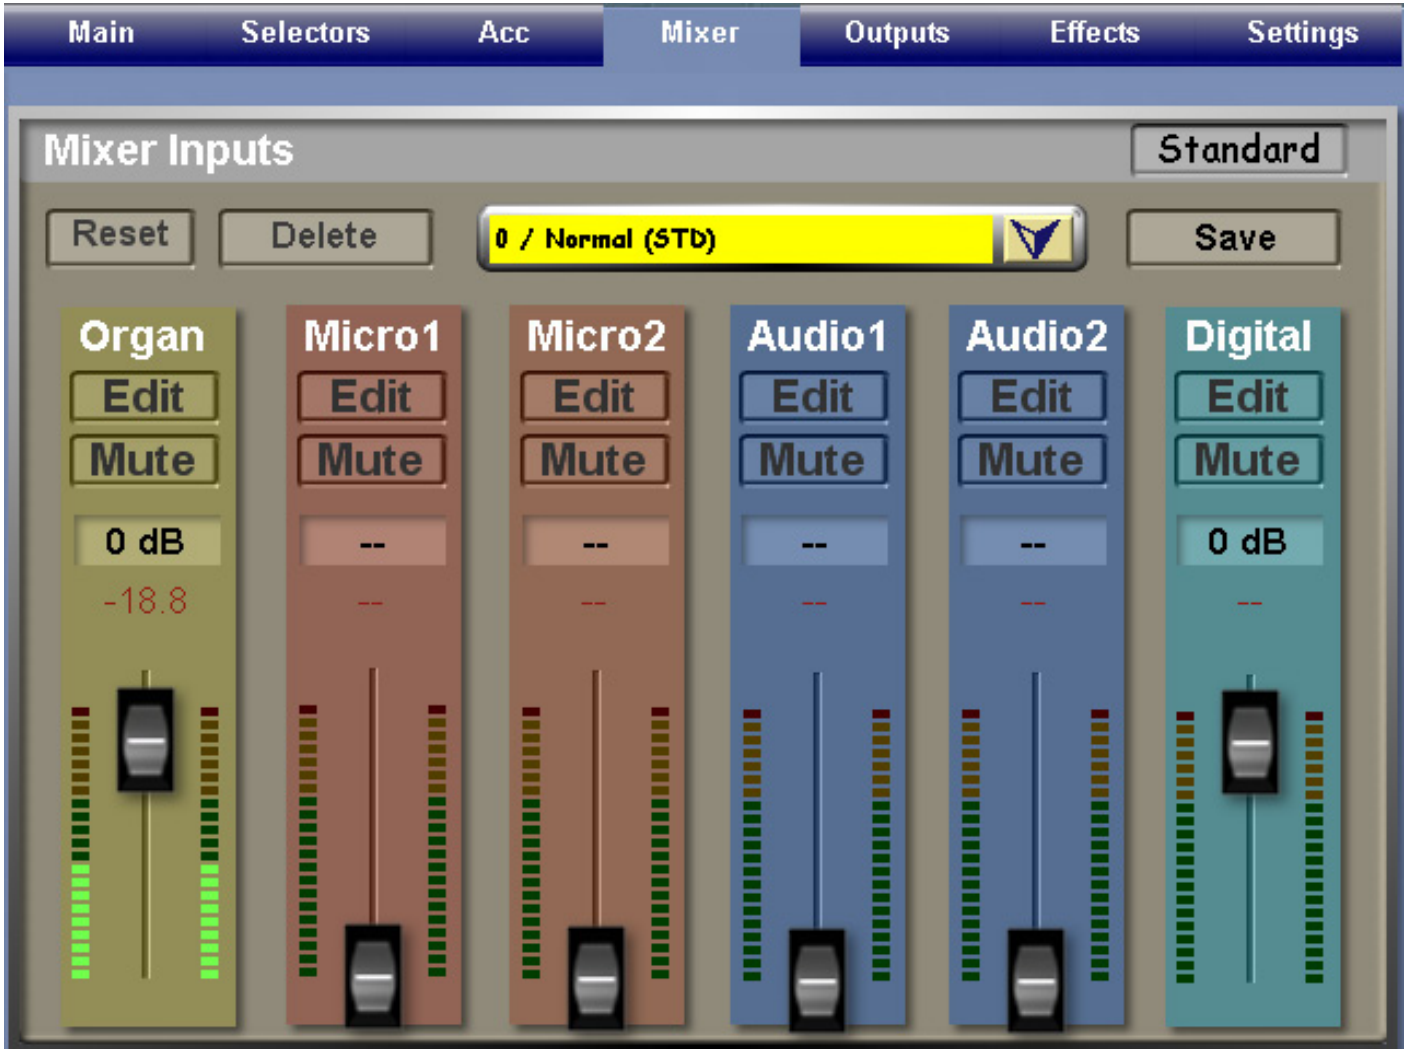 Main Selectors Acc Mixer Outputs Effects Settings
Mixer Inputs Standard
Reset Delete 0 / Normal (STD) Save
Organ Micro1 Micro2 Audio1 Audio2 Digital
Edit Edit Edit Edit Edit Edit
Mute Mute Mute Mute Mute Mute
0 dB -- -- -- -- 0 dB
-18.8 -- -- -- -- --